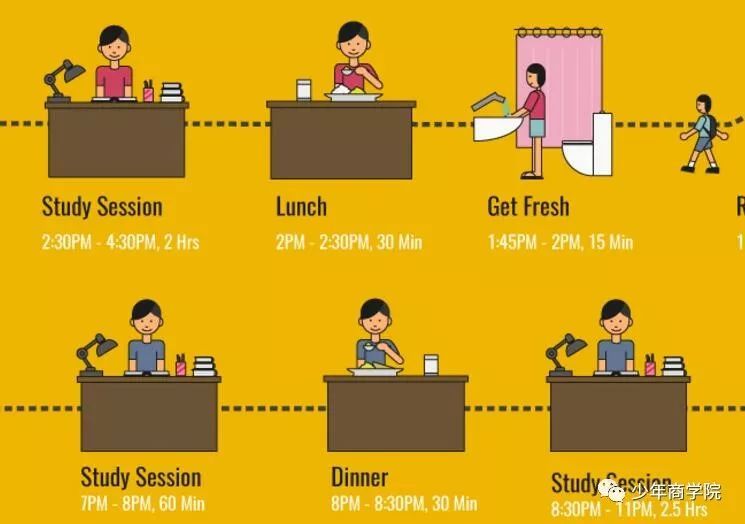 Study Session
2:30PM - 4:30PM, 2 Hrs
Lunch
2PM - 2:30PM, 30 Min
Get Fresh
1:45PM - 2PM, 15 Min
R
1
Study Session
7PM - 8PM, 60 Min
Dinner
8PM - 8:30PM, 30 Min
Study Session
8:30PM - 11PM, 2.5 Hrs
少年商学院